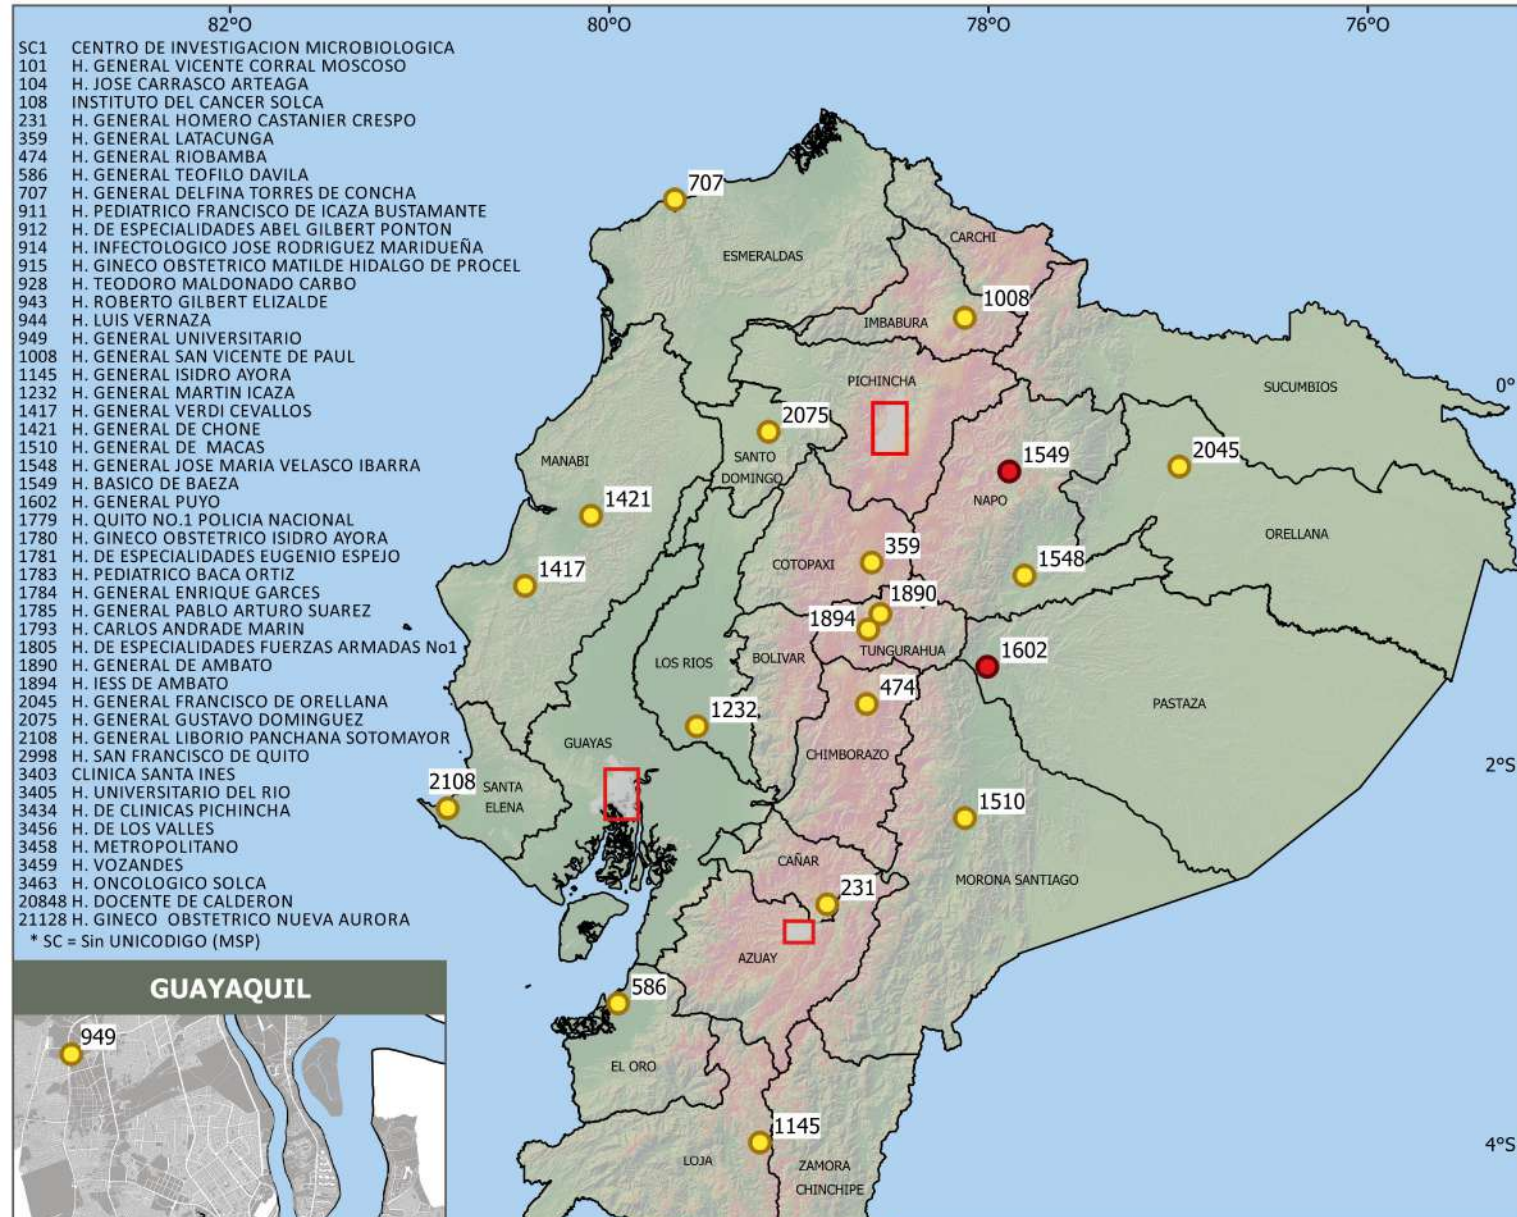 82°O 80°O 78°O 76°O
SC1 CENTRO DE INVESTIGACION MICROBIOLOGICA
101 H. GENERAL VICENTE CORRAL MOSCOSO
104 H. JOSE CARRASCO ARTEAGA
108 INSTITUTO DEL CANCER SOLCA
231 H. GENERAL HOMERO CASTANIER CRESPO
359 H. GENERAL LATACUNGA
474 H. GENERAL RIOBAMBA
586 H. GENERAL TEOFILO DAVILA
707 H. GENERAL DELFINA TORRES DE CONCHA
911 H. PEDIATRICO FRANCISCO DE ICAZA BUSTAMANTE
912 H. DE ESPECIALIDADES ABEL GILBERT PONTON
914 H. INFECTOLOGICO JOSE RODRIGUEZ MARIDUEÑA
915 H. GINECO OBSTETRICO MATILDE HIDALGO DE PROCEL
928 H. TEODORO MALDONADO CARBO
943 H. ROBERTO GILBERT ELIZALDE
944 H. LUIS VERNAZA
949 H. GENERAL UNIVERSITARIO
1008 H. GENERAL SAN VICENTE DE PAUL
1145 H. GENERAL ISIDRO AYORA
1232 H. GENERAL MARTIN ICAZA
1417 H. GENERAL VERDI CEVALLOS
1421 H. GENERAL DE CHONE
1510 H. GENERAL DE MACAS
1548 H. GENERAL JOSE MARIA VELASCO IBARRA
1549 H. BASICO DE BAEZA
1602 H. GENERAL PUYO
1779 H. QUITO NO.1 POLICIA NACIONAL
1780 H. GINECO OBSTETRICO ISIDRO AYORA
1781 H. DE ESPECIALIDADES EUGENIO ESPEJO
1783 H. PEDIATRICO BACA ORTIZ
1784 H. GENERAL ENRIQUE GARCES
1785 H. GENERAL PABLO ARTURO SUAREZ
1793 H. CARLOS ANDRADE MARIN
1805 H. DE ESPECIALIDADES FUERZAS ARMADAS No1
1890 H. GENERAL DE AMBATO
1894 H. IESS DE AMBATO
2045 H. GENERAL FRANCISCO DE ORELLANA
2075 H. GENERAL GUSTAVO DOMINGUEZ
2108 H. GENERAL LIBORIO PANCHANA SOTOMAYOR
2998 H. SAN FRANCISCO DE QUITO
3403 CLINICA SANTA INES
3405 H. UNIVERSITARIO DEL RIO
3434 H. DE CLINICAS PICHINCHA
3456 H. DE LOS VALLES
3458 H. METROPOLITANO
3459 H. VOZANDES
3463 H. ONCOLOGICO SOLCA
20848 H. DOCENTE DE CALDERON
21128 H. GINECO OBSTETRICO NUEVA AURORA
* SC = Sin UNICODIGO (MSP)
GUAYAQUIL
949
707
ESMERALDAS
CARCHI
1008
IMBABURA
PICHINCHA
SUCUMBIOS
0°
2075
SANTO
DOMINGO
MANABI
1549
NAPO
2045
1421
ORELLANA
359
COTOPAXI
1548
1417
1890
1894
TUNGURAHUA
BOLIVAR
LOS RIOS
1602
PASTAZA
474
1232
GUAYAS
CHIMBORAZO
2°S
2108
SANTA
ELENA
1510
CAÑAR
MORONA SANTIAGO
231
AZUAY
586
EL ORO
1145
4°S
LOJA
ZAMORA
CHINCHIPE